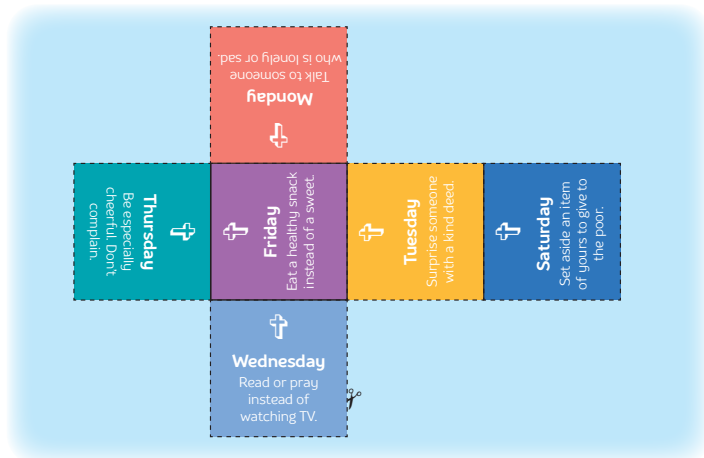 Monday
Talk to someone
who is lonely or sad.
Thursday
Be especially
cheerful. Don't
complain.
Friday
Eat a healthy snack
instead of a sweet.
Tuesday
Surprise someone
with a kind deed.
Saturday
Set aside an item
of yours to give to
the poor.
Wednesday
Read or pray
instead of
watching TV.